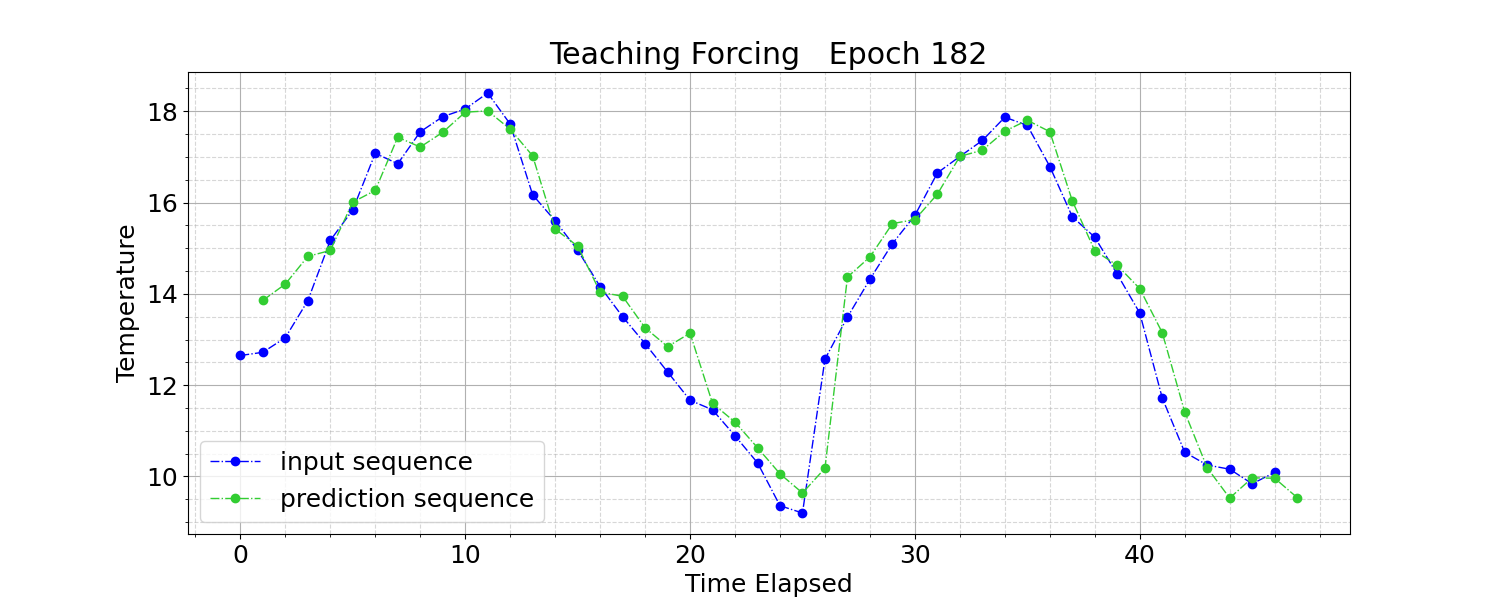 Teaching Forcing   Epoch 182
Temperature
18
16
14
12
10
input sequence
prediction sequence
0 10 20 30 40
Time Elapsed